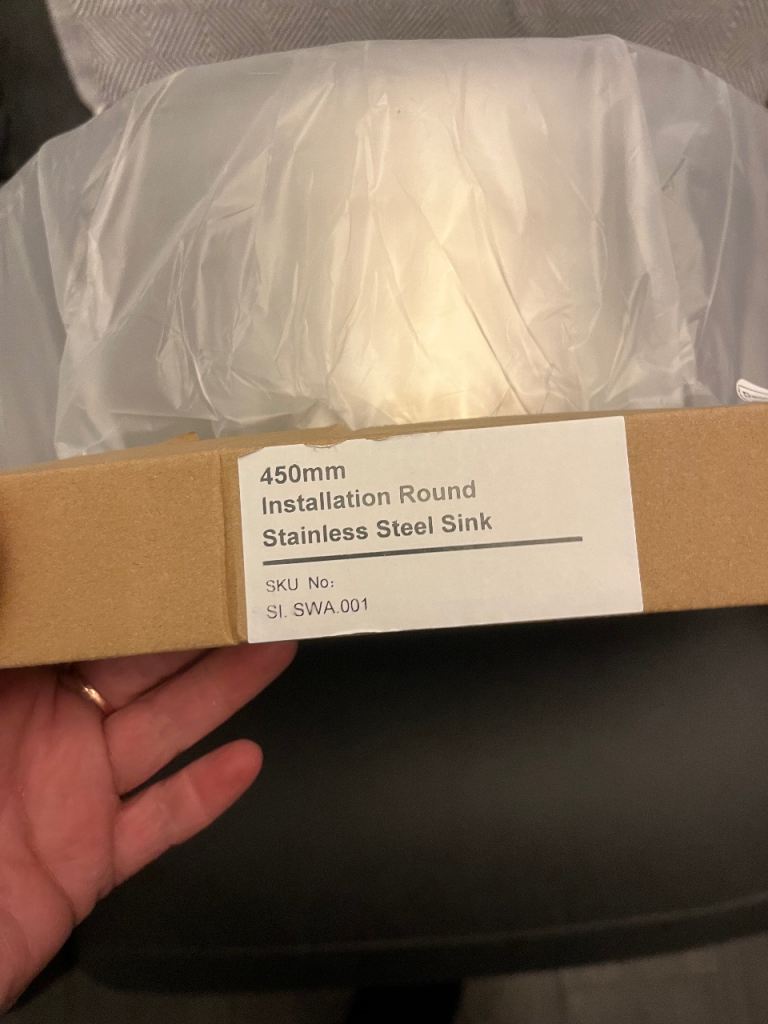 450mm
Installation Round
Stainless Steel Sink
SKU No:
SI. SWA.001